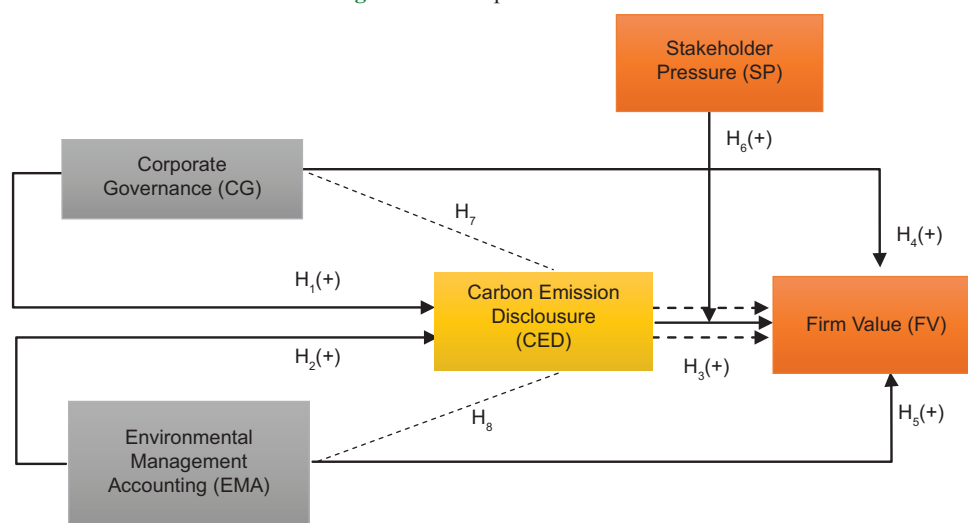 Stakeholder
Pressure (SP)
H₆(+)
Corporate
Governance (CG)
H₇
H₄(+)
H₁(+)
Carbon Emission
Disclousure
(CED)
Firm Value (FV)
H₂(+)
H₃(+)
H₈
H₅(+)
Environmental
Management
Accounting (EMA)